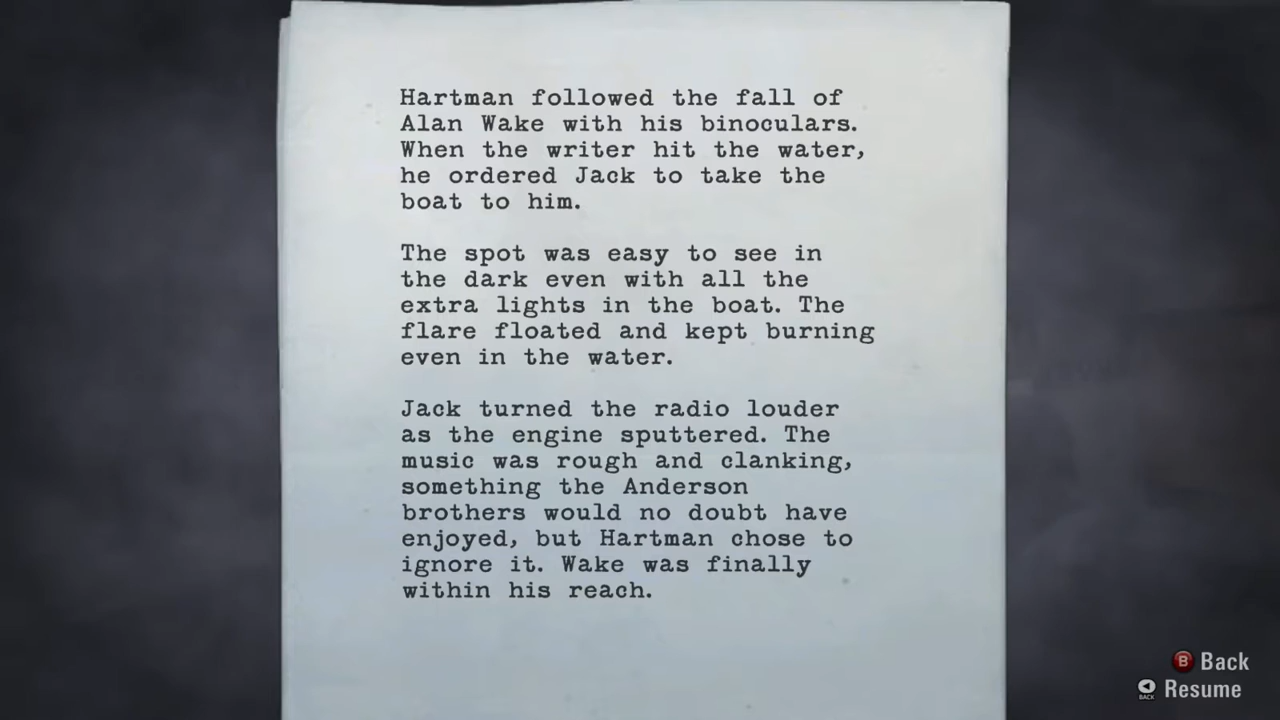 Hartman followed the fall of
Alan Wake with his binoculars.
When the writer hit the water,
he ordered Jack to take the
boat to him.
The spot was easy to see in
the dark even with all the
extra lights in the boat. The
flare floated and kept burning
even in the water.
Jack turned the radio louder
as the engine sputtered. The
music was rough and clanking,
something the Anderson
brothers would no doubt have
enjoyed, but Hartman chose to
ignore it. Wake was finally
within his reach.
B Back
BACK Resume